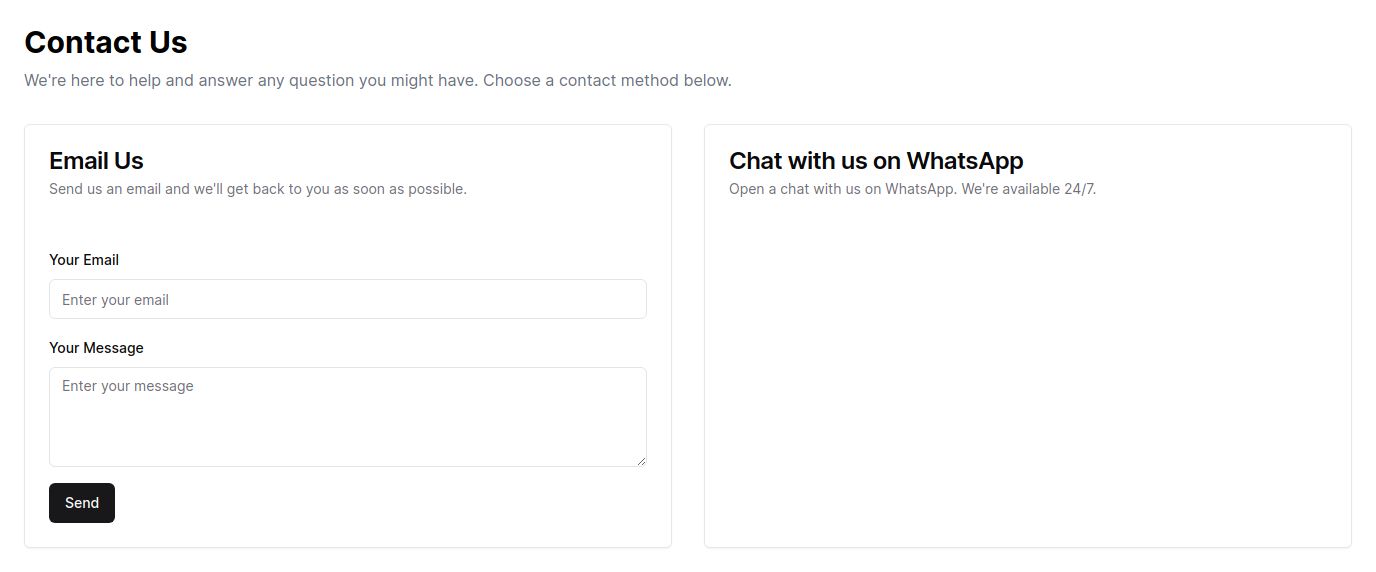 Contact Us
We're here to help and answer any question you might have. Choose a contact method below.
Email Us
Send us an email and we'll get back to you as soon as possible.
Your Email
Enter your email
Your Message
Enter your message
Send
Chat with us on WhatsApp
Open a chat with us on WhatsApp. We're available 24/7.